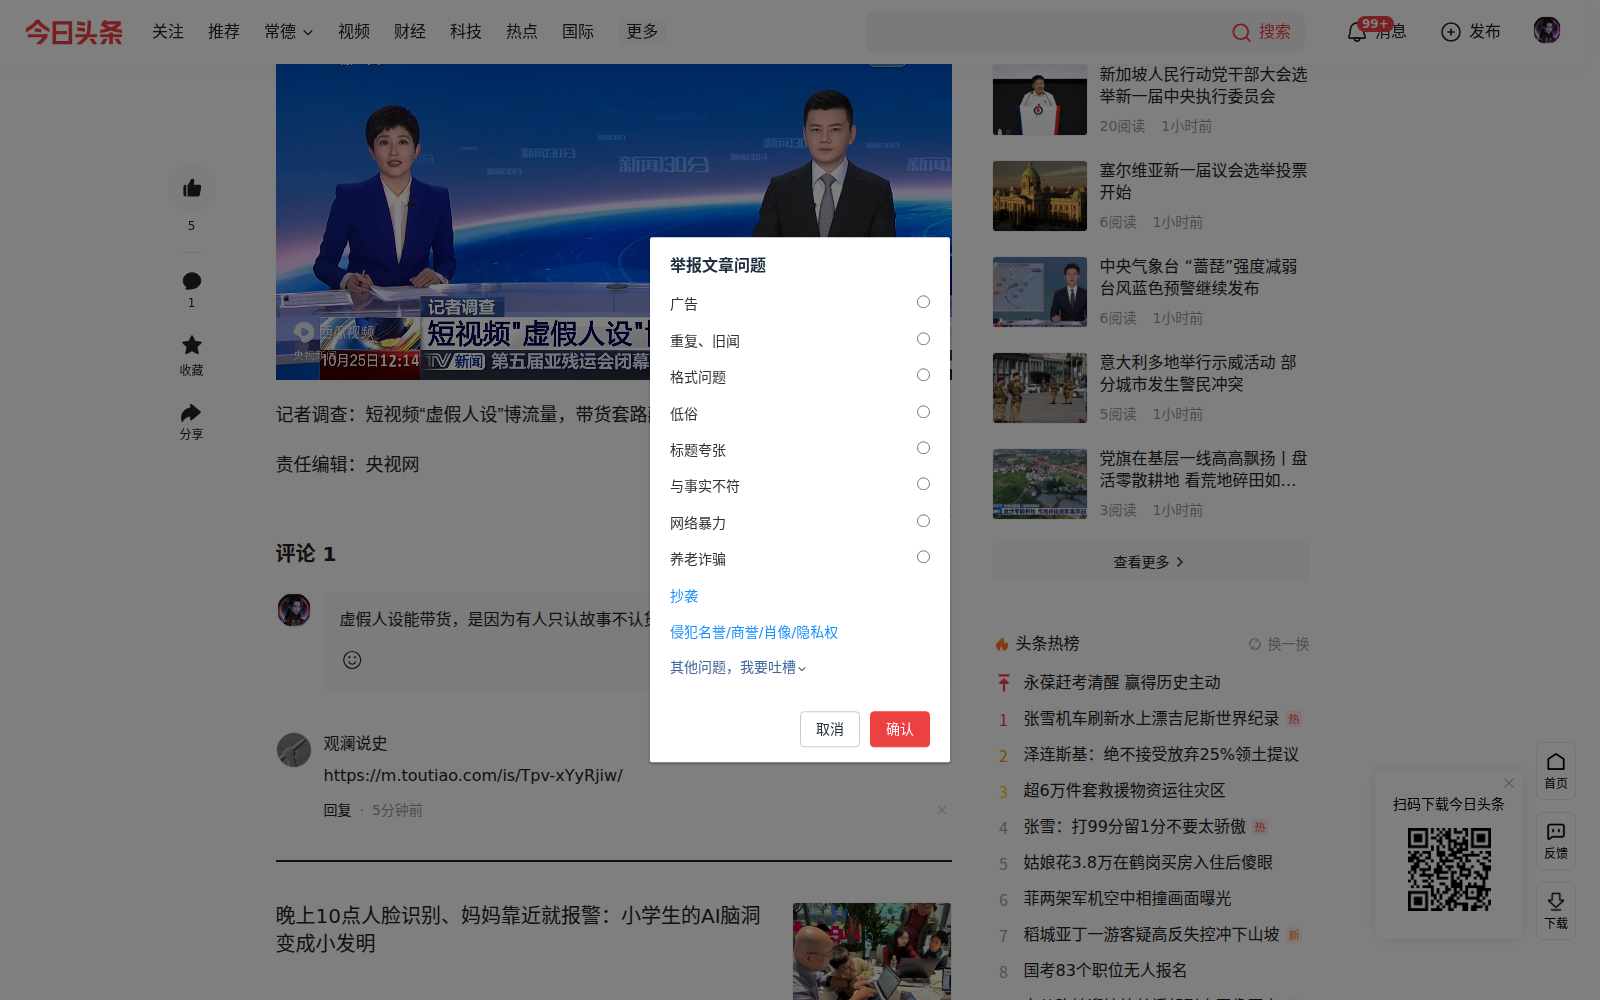 今日头条
关注
推荐
常德
视频
财经
科技
热点
国际
更多
搜索
99+
消息
发布
5
1
收藏
分享
新闻30分
新闻30分
新闻30分
记者调查
短视频"虚假人设"
央视新闻
10月25日12:14
TV 新闻 第五届亚残运会闭幕
记者调查：短视频“虚假人设”博流量，带货套路
责任编辑：央视网
评论 1
虚假人设能带货，是因为有人只认故事不认
观澜说史
https://m.toutiao.com/is/Tpv-xYyRjiw/
回复 · 5分钟前
晚上10点人脸识别、妈妈靠近就报警：小学生的AI脑洞
变成小发明
举报文章问题
广告
重复、旧闻
格式问题
低俗
标题夸张
与事实不符
网络暴力
养老诈骗
抄袭
侵犯名誉/商誉/肖像/隐私权
其他问题，我要吐槽
取消
确认
新加坡人民行动党干部大会选
举新一届中央执行委员会
20阅读 1小时前
塞尔维亚新一届议会选举投票
开始
6阅读 1小时前
中央气象台 “蔷琵”强度减弱
台风蓝色预警继续发布
6阅读 1小时前
意大利多地举行示威活动 部
分城市发生警民冲突
5阅读 1小时前
党旗在基层一线高高飘扬丨盘
活零散耕地 看荒地碎田如...
3阅读 1小时前
查看更多
头条热榜
换一换
永葆赶考清醒 赢得历史主动
1 张雪机车刷新水上漂吉尼斯世界纪录 热
2 泽连斯基：绝不接受放弃25%领土提议
3 超6万件套救援物资运往灾区
4 张雪：打99分留1分不要太骄傲 热
5 姑娘花3.8万在鹤岗买房入住后傻眼
6 菲两架军机空中相撞画面曝光
7 稻城亚丁一游客疑高反失控冲下山坡 新
8 国考83个职位无人报名
扫码下载今日头条
首页
反馈
下载